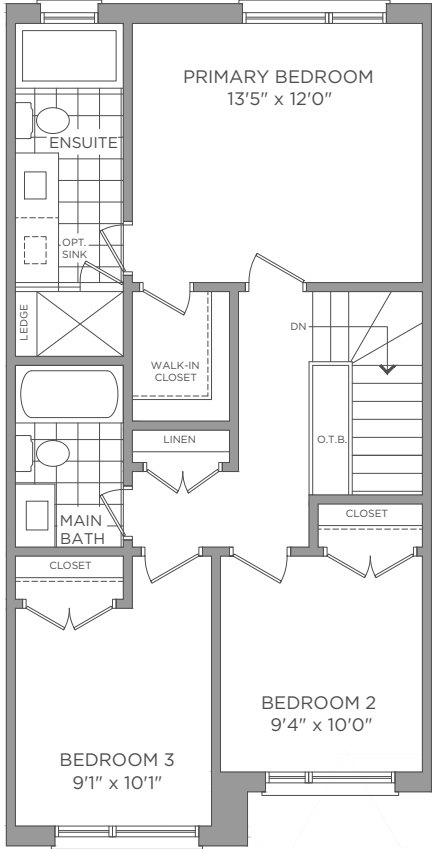 PRIMARY BEDROOM
13'5" x 12'0"
ENSUITE
OPT.
SINK
LEDGE
WALK-IN
CLOSET
DN
LINEN
O.T.B.
MAIN
BATH
CLOSET
CLOSET
BEDROOM 2
9'4" x 10'0"
BEDROOM 3
9'1" x 10'1"